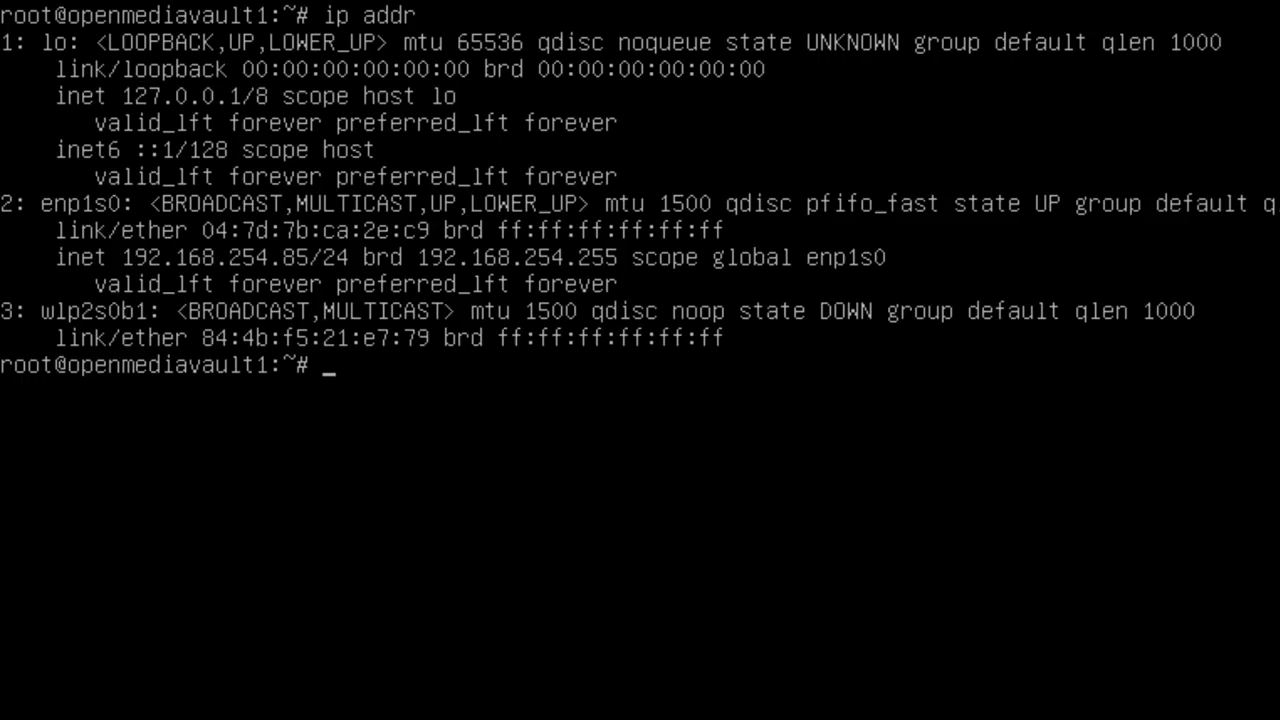 root@openmediavault1:~# ip addr
1: lo: <LOOPBACK,UP,LOWER_UP> mtu 65536 qdisc noqueue state UNKNOWN group default qlen 1000
    link/loopback 00:00:00:00:00:00 brd 00:00:00:00:00:00
    inet 127.0.0.1/8 scope host lo
       valid_lft forever preferred_lft forever
    inet6 ::1/128 scope host
       valid_lft forever preferred_lft forever
2: enp1s0: <BROADCAST,MULTICAST,UP,LOWER_UP> mtu 1500 qdisc pfifo_fast state UP group default q
    link/ether 04:7d:7b:ca:2e:c9 brd ff:ff:ff:ff:ff:ff
    inet 192.168.254.85/24 brd 192.168.254.255 scope global enp1s0
       valid_lft forever preferred_lft forever
3: wlp2s0b1: <BROADCAST,MULTICAST> mtu 1500 qdisc noop state DOWN group default qlen 1000
    link/ether 84:4b:f5:21:e7:79 brd ff:ff:ff:ff:ff:ff
root@openmediavault1:~# _